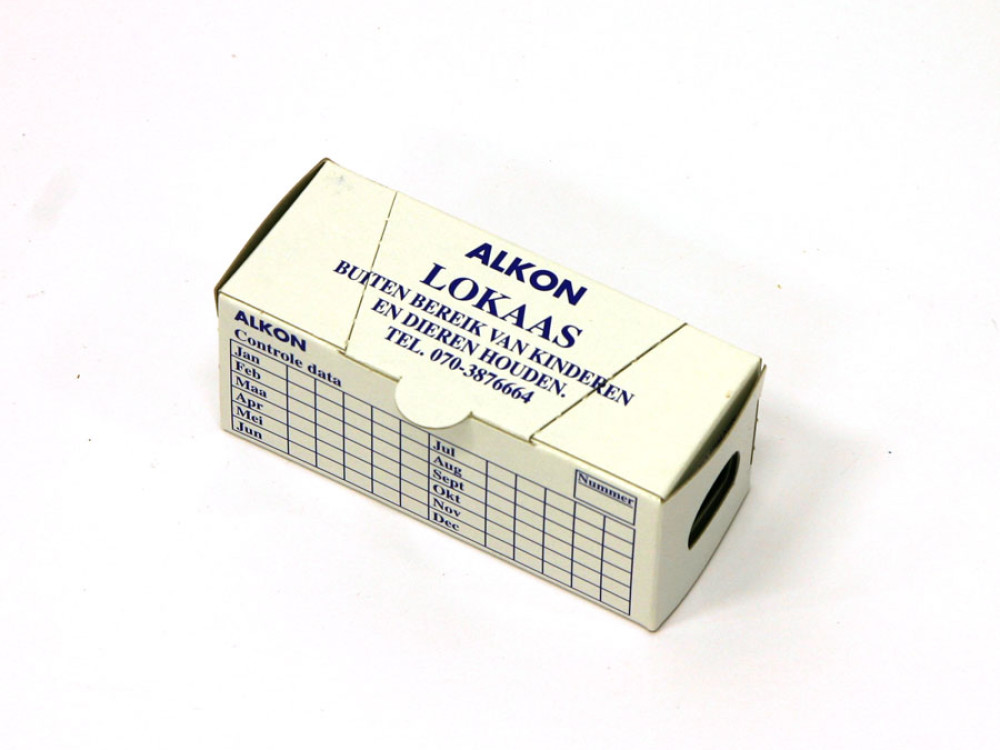 ALKON
LOKAAS
BUITEN BEREIK VAN KINDEREN
EN DIEREN HOUDEN.
TEL. 070-3876664
ALKON
Controle data
Jan
Feb
Maa
Apr
Mei
Jun
Jul
Aug
Sept
Okt
Nov
Dec
Nummer